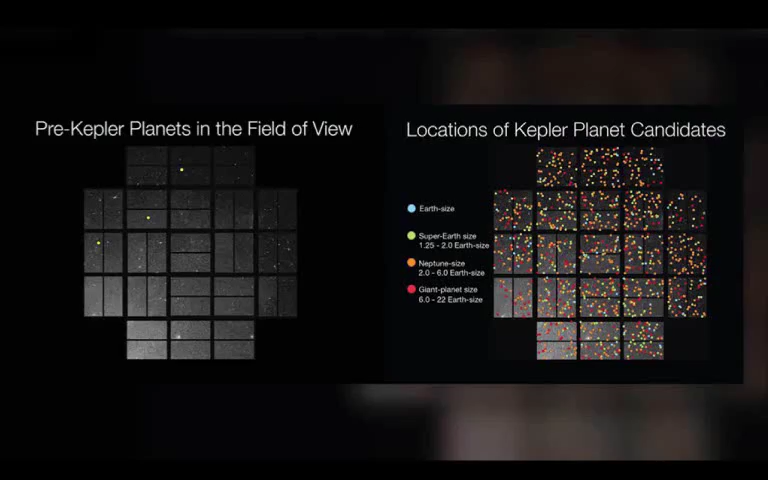 Pre-Kepler Planets in the Field of View
Locations of Kepler Planet Candidates
Earth-size
Super-Earth size
1.25 - 2.0 Earth-size
Neptune-size
2.0 - 6.0 Earth-size
Giant-planet size
6.0 - 22 Earth-size